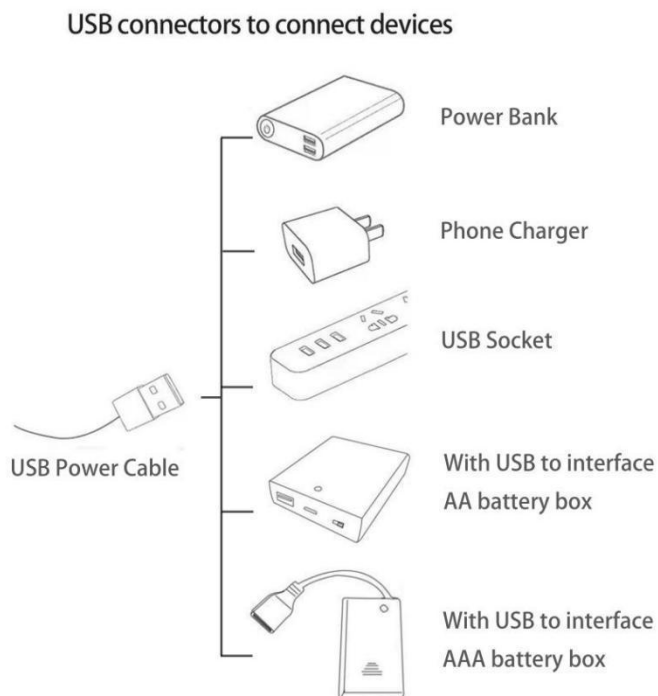 USB connectors to connect devices
Power Bank
Phone Charger
USB Socket
USB Power Cable
With USB to interface
AA battery box
With USB to interface
AAA battery box